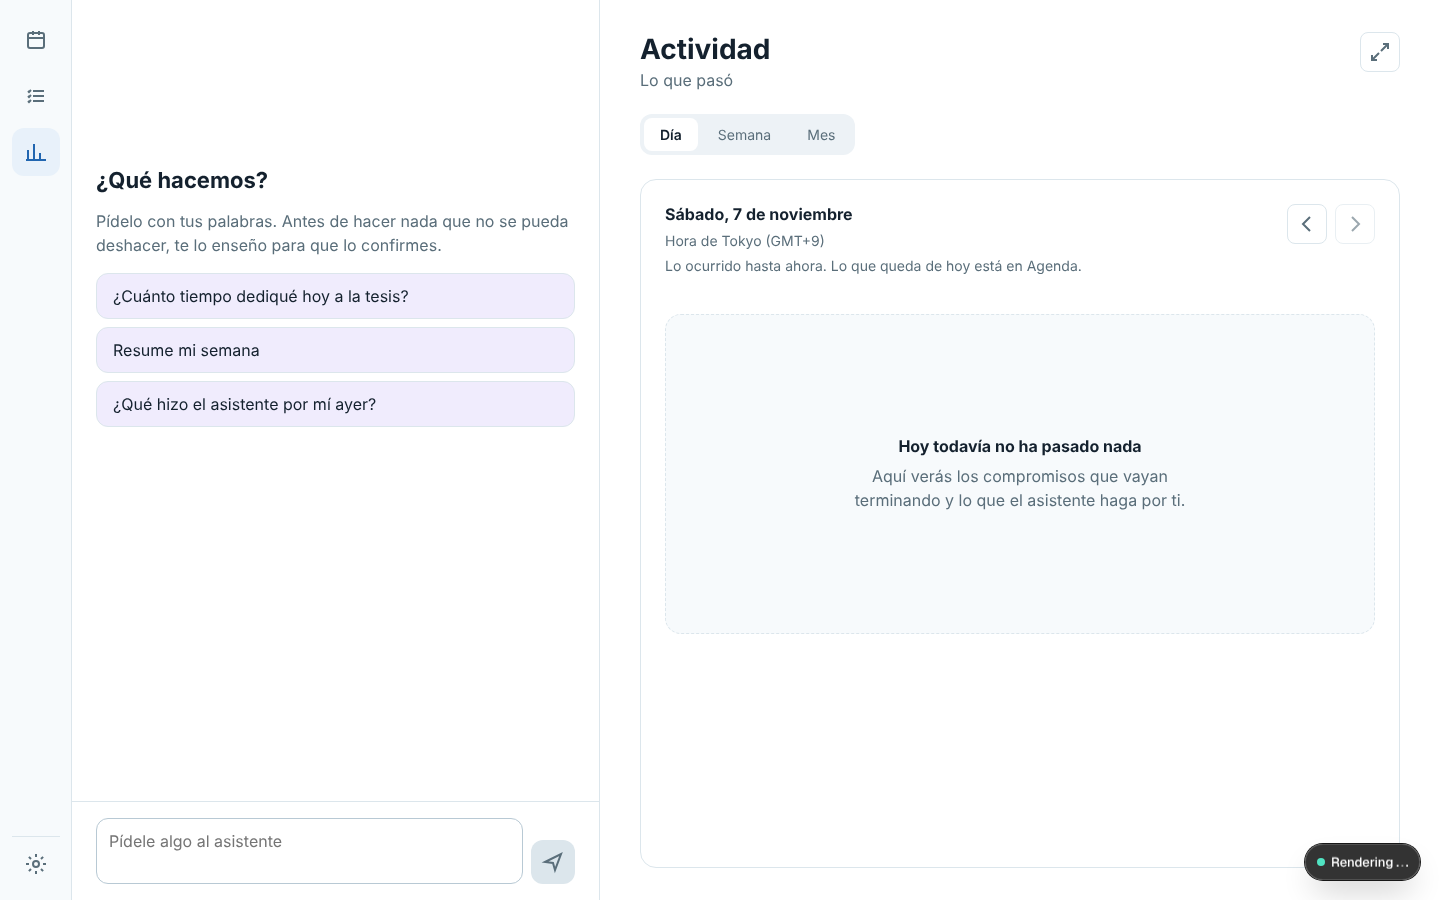 ¿Qué hacemos?
Pídelo con tus palabras. Antes de hacer nada que no se pueda
deshacer, te lo enseño para que lo confirmes.
¿Cuánto tiempo dediqué hoy a la tesis?
Resume mi semana
¿Qué hizo el asistente por mí ayer?
Pídele algo al asistente
Actividad
Lo que pasó
Día
Semana
Mes
Sábado, 7 de noviembre
Hora de Tokyo (GMT+9)
Lo ocurrido hasta ahora. Lo que queda de hoy está en Agenda.
Hoy todavía no ha pasado nada
Aquí verás los compromisos que vayan
terminando y lo que el asistente haga por ti.
Rendering...